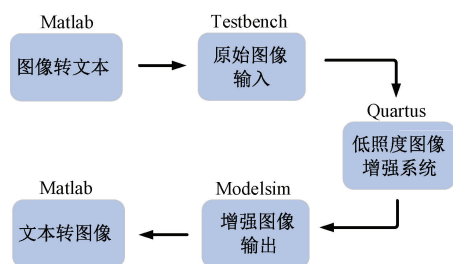 Matlab
图像转文本
Testbench
原始图像
输入
Quartus
低照度图像
增强系统
Modelsim
增强图像
输出
Matlab
文本转图像